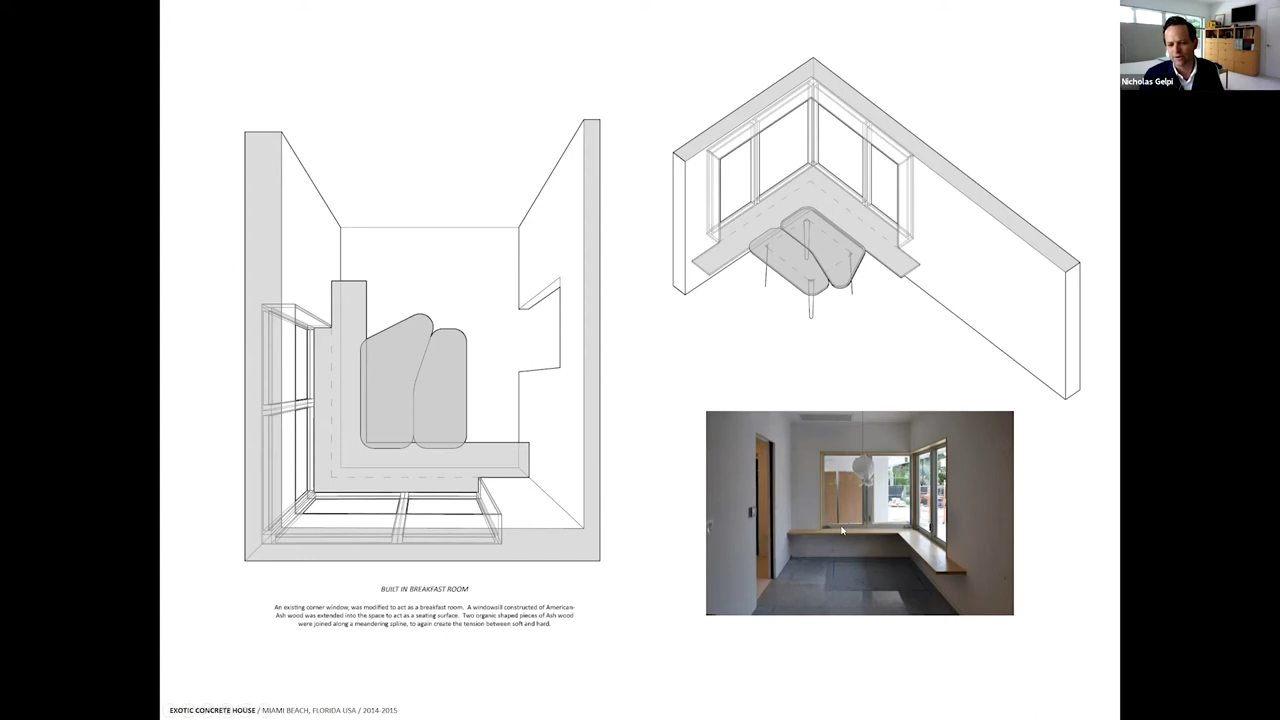 Nicholas Gelpi
BUILT IN BREAKFAST ROOM
An existing corner window, was modified to act as a breakfast room. A windowsill constructed of American-
Ash wood was extended into the space to act as a seating surface. Two organic shaped pieces of Ash wood
were joined along a meandering spline, to again create the tension between soft and hard.
EXOTIC CONCRETE HOUSE / MIAMI BEACH, FLORIDA USA / 2014-2015